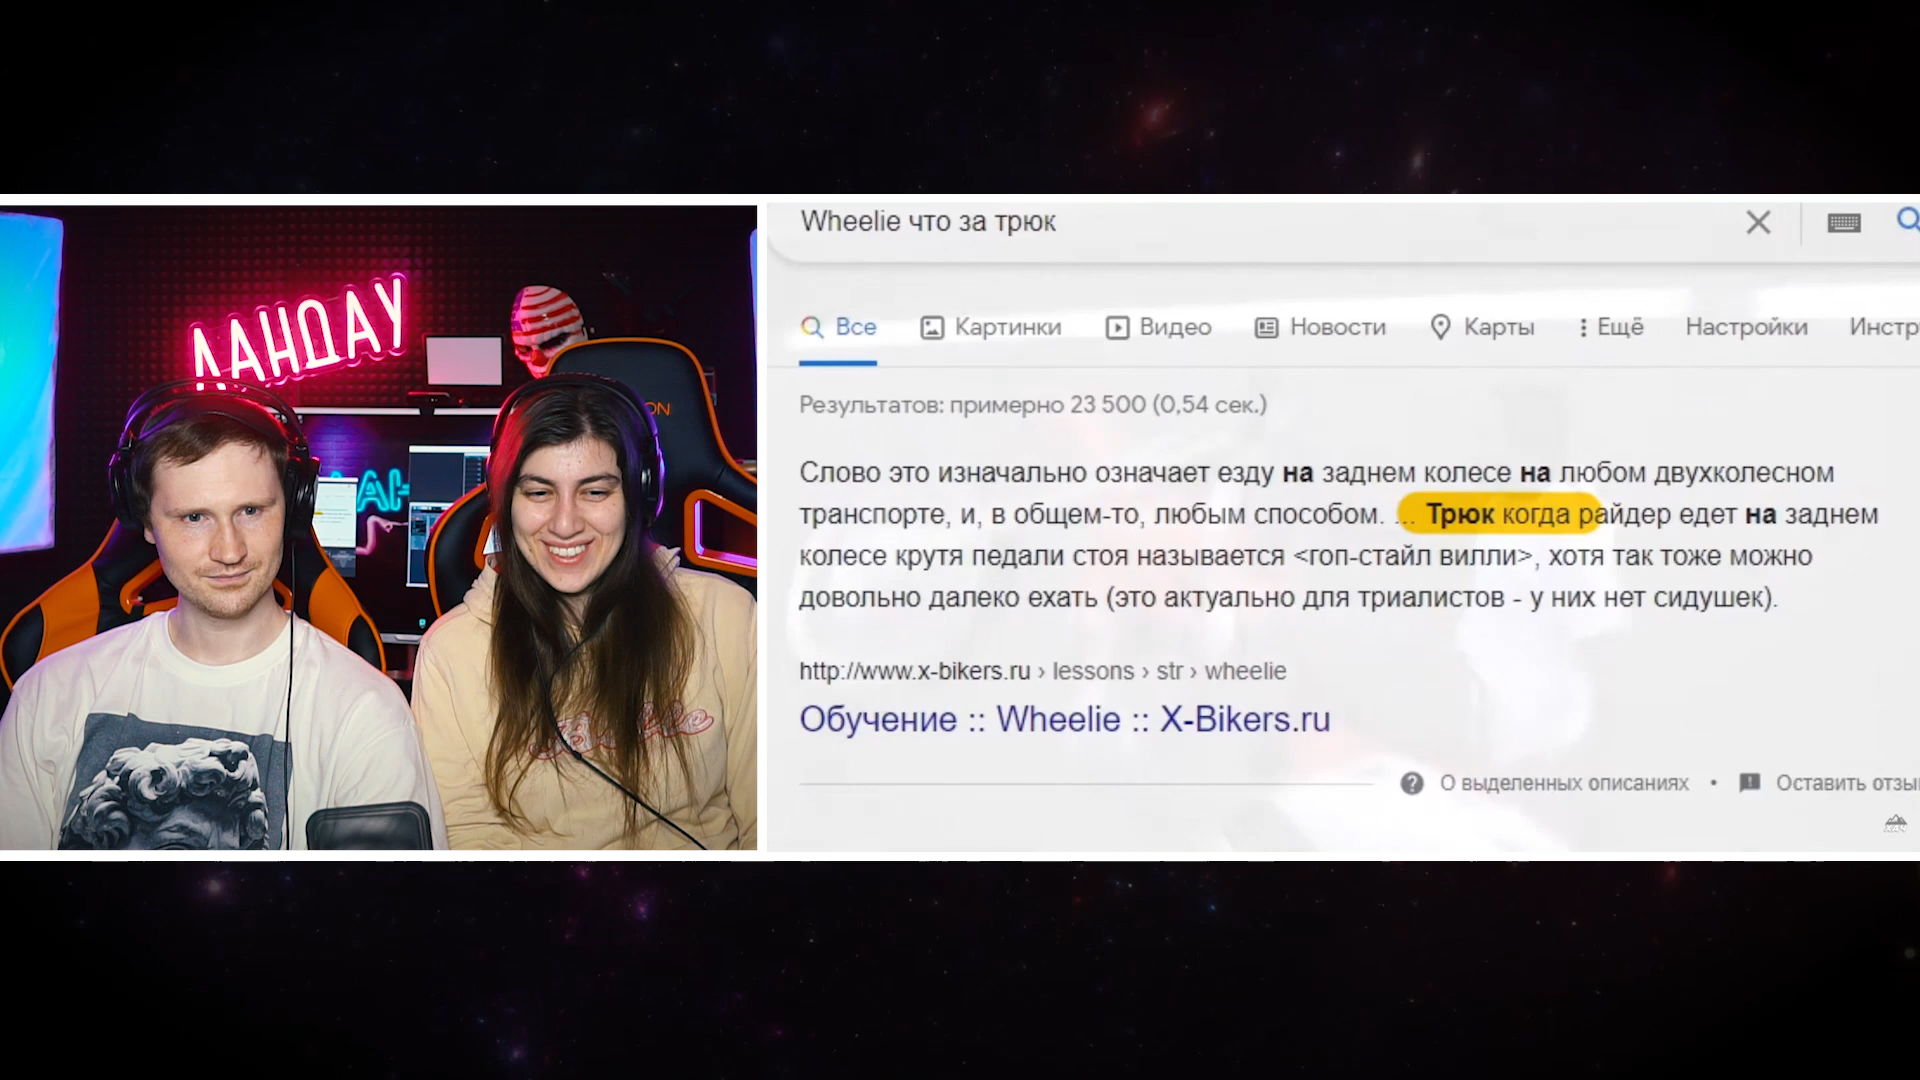 ЛАНДАУ
Wheelie что за трюк
Все Картинки Видео Новости Карты Ещё Настройки
Результатов: примерно 23 500 (0,54 сек.)
Слово это изначально означает езду на заднем колесе на любом двухколесном
транспорте, и, в общем-то, любым способом. ... Трюк когда райдер едет на заднем
колесе крутя педали стоя называется <гоп-стайл вилли>, хотя так тоже можно
довольно далеко ехать (это актуально для триалистов - у них нет сидушек).
http://www.x-bikers.ru › lessons › str › wheelie
Обучение :: Wheelie :: X-Bikers.ru
О выделенных описаниях • Оставить